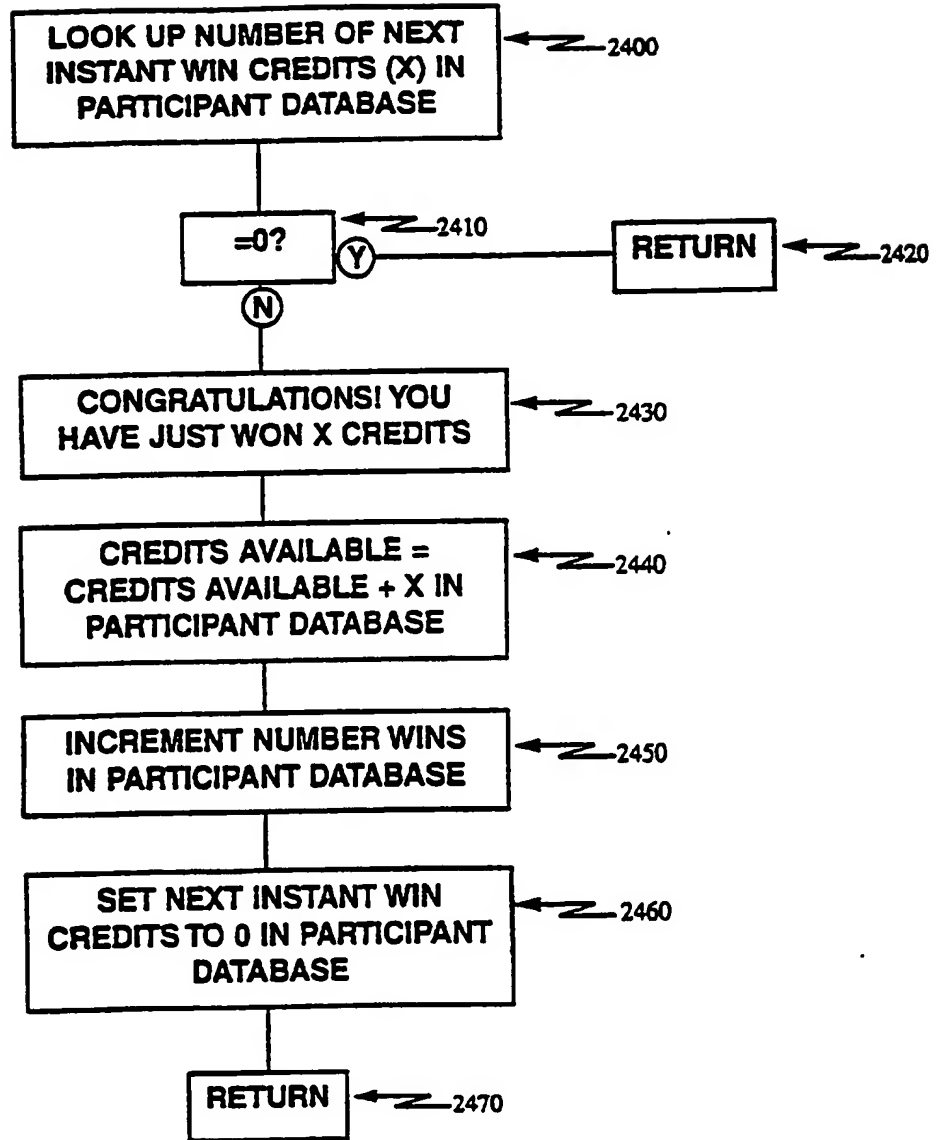 LOOK UP NUMBER OF NEXT
INSTANT WIN CREDITS (X) IN
PARTICIPANT DATABASE
2400
=0?
2410
Y
RETURN
2420
N
CONGRATULATIONS! YOU
HAVE JUST WON X CREDITS
2430
CREDITS AVAILABLE =
CREDITS AVAILABLE + X IN
PARTICIPANT DATABASE
2440
INCREMENT NUMBER WINS
IN PARTICIPANT DATABASE
2450
SET NEXT INSTANT WIN
CREDITS TO 0 IN PARTICIPANT
DATABASE
2460
RETURN
2470